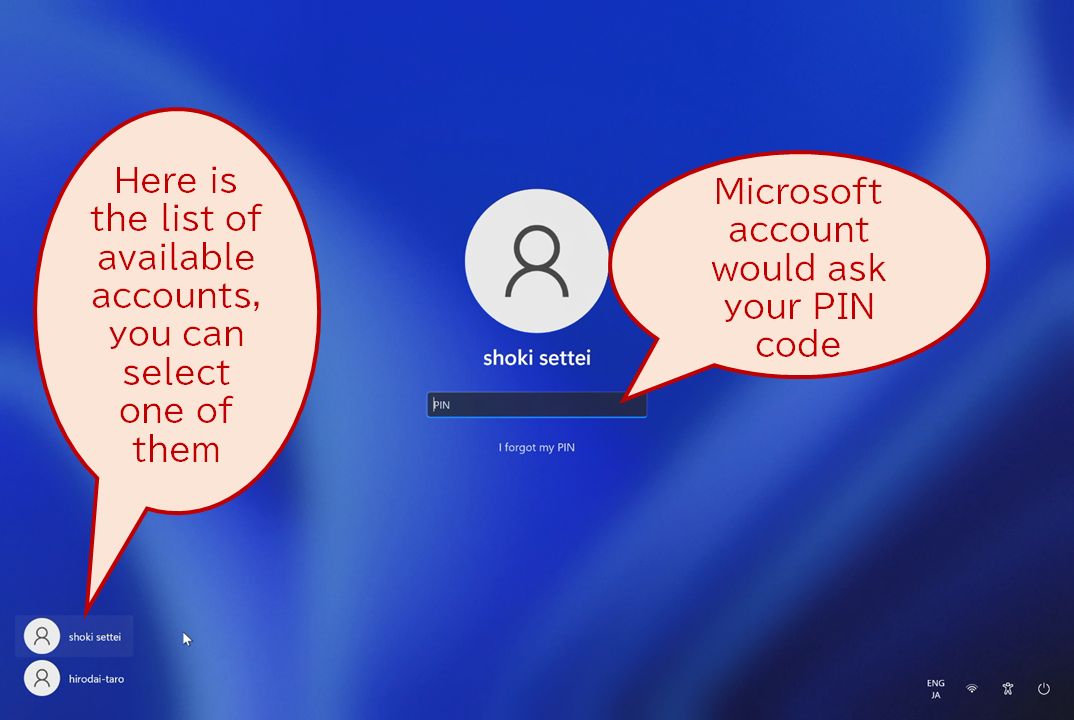 Here is
the list of
available
accounts,
you can
select
one of
them
Microsoft
account
would ask
your PIN
code
shoki settei
PIN
I forgot my PIN
shoki settei
hirodai-taro
ENG
JA